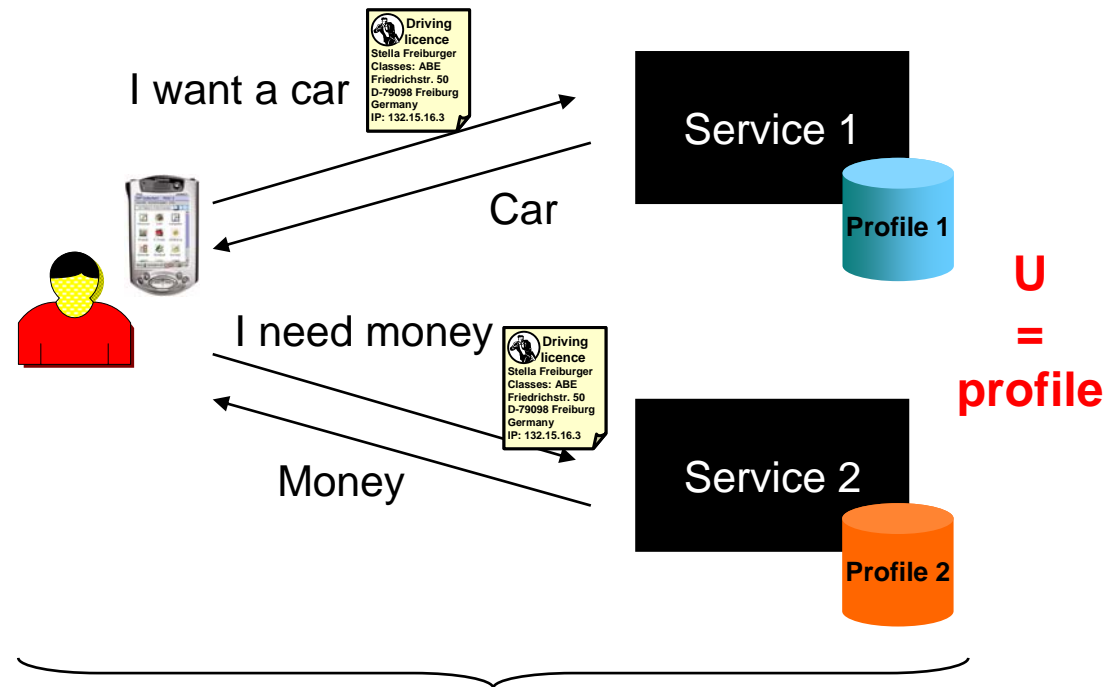 Driving
licence
Stella Freiburger
Classes: ABE
Friedrichstr. 50
D-79098 Freiburg
Germany
IP: 132.15.16.3
I want a car
Service 1
Car
Profile 1
U
=
profile
I need money
Driving
licence
Stella Freiburger
Classes: ABE
Friedrichstr. 50
D-79098 Freiburg
Germany
IP: 132.15.16.3
Service 2
Money
Profile 2